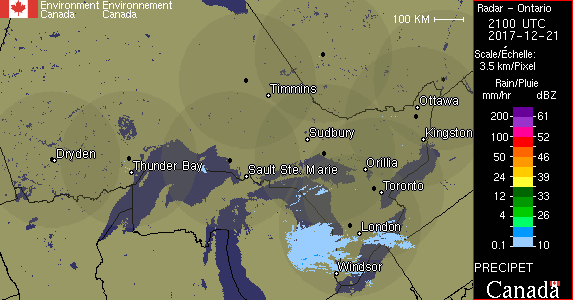 Environment Environnement
Canada Canada
100 KM
Timmins
Ottawa
Sudbury
Kingston
Dryden
Thunder Bay
Sault Ste. Marie
Orillia
Toronto
London
Windsor
Radar - Ontario
2100 UTC
2017-12-21
Scale/Échelle:
3.5 km/Pixel
Rain/Pluie
mm/hr dBZ
200 61
100 52
50 46
24 39
12 33
4 26
0.1 10
PRECIPET
Canada